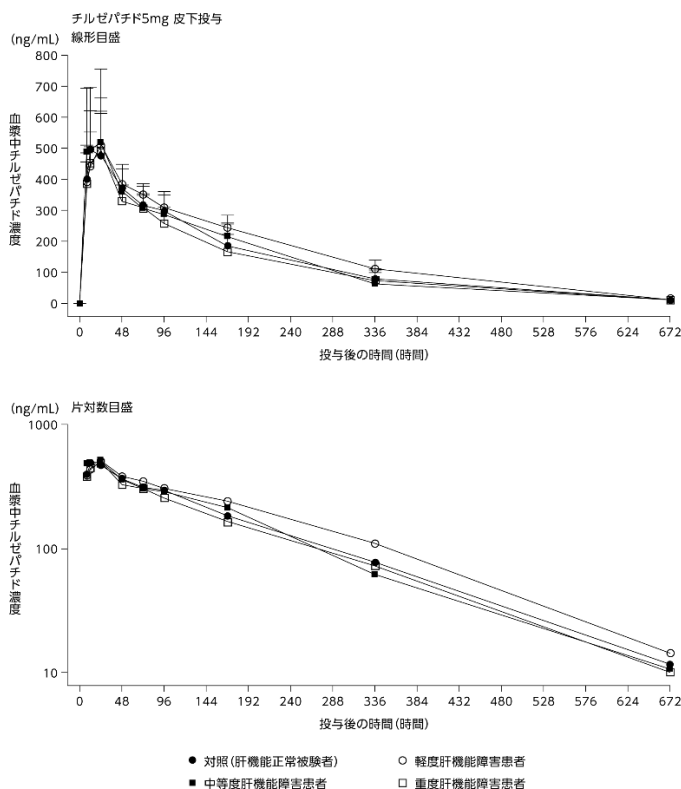 チルゼパチド5mg 皮下投与
(ng/mL) 線形目盛
800
700
600
500
400
300
200
100
0
血漿中チルゼパチド濃度
0 48 96 144 192 240 288 336 384 432 480 528 576 624 672
投与後の時間(時間)
(ng/mL) 片対数目盛
1000
100
10
血漿中チルゼパチド濃度
0 48 96 144 192 240 288 336 384 432 480 528 576 624 672
投与後の時間(時間)
対照(肝機能正常被験者) 軽度肝機能障害患者
中等度肝機能障害患者 重度肝機能障害患者